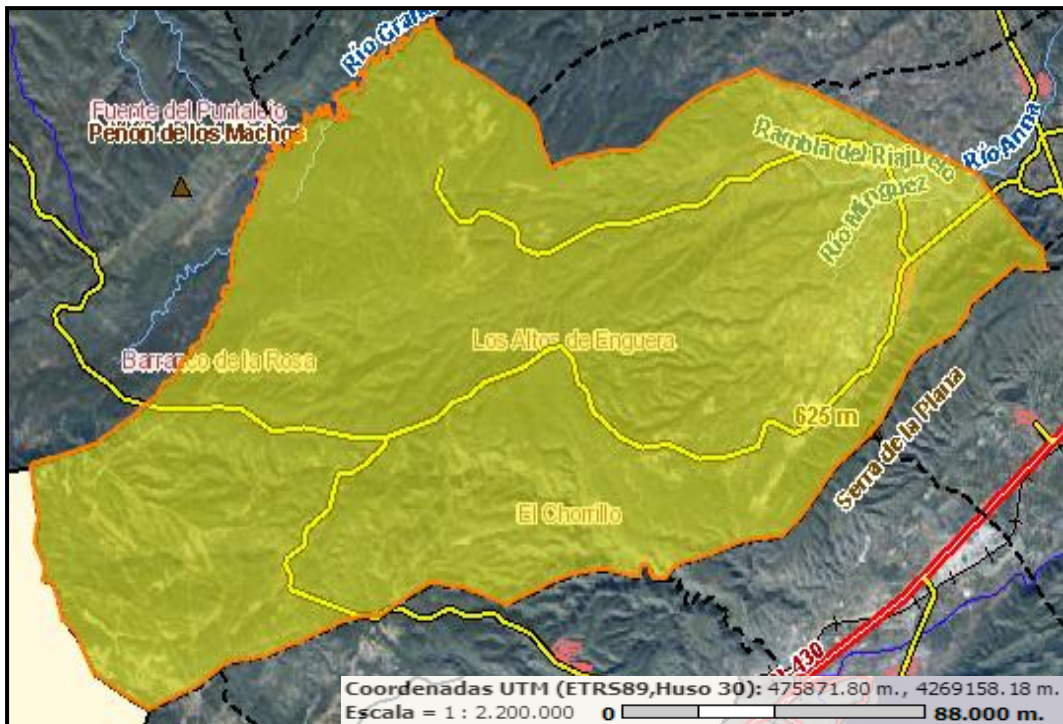 Río Grande
Fuente del Puntalejo
Peñón de los Machos
Rambla del Riajuelo
Río Anna
Río Mínguez
Los Altos de Enguera
Barranco de la Rosa
625 m
Serra de la Plana
El Chorrillo
N-430
Coordenadas UTM (ETRS89,Huso 30): 475871.80 m. , 4269158.18 m.
Escala = 1 : 2.200.000 0 88.000 m.